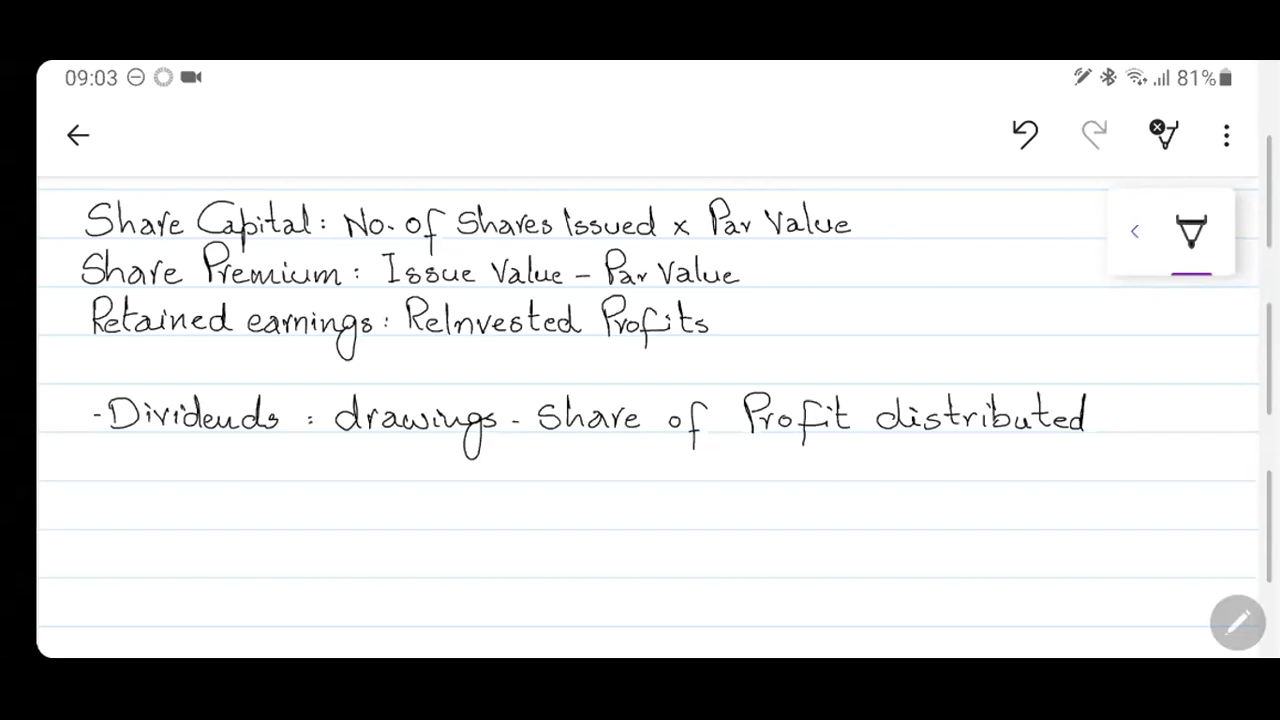 09:03 81%
Share Capital: No. of Shares Issued x Par Value
Share Premium: Issue Value - Par Value
Retained earnings: ReInvested Profits
- Dividends : drawings - Share of Profit distributed